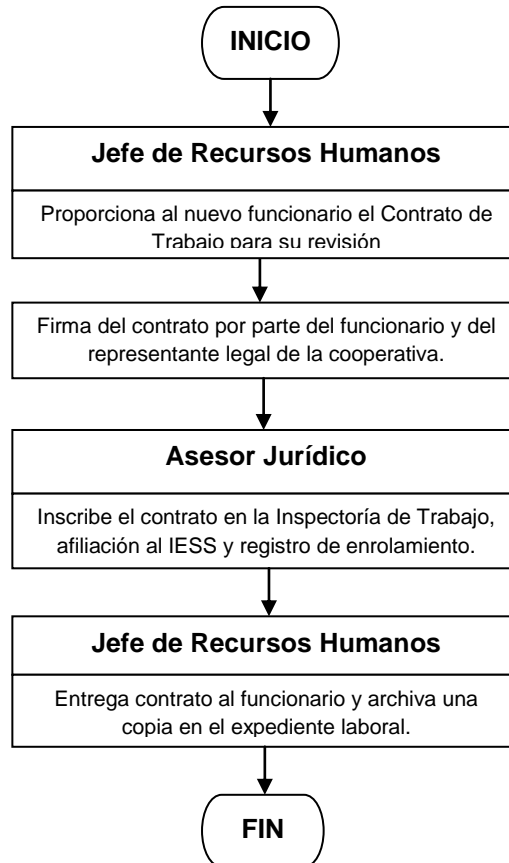 INICIO
Jefe de Recursos Humanos
Proporciona al nuevo funcionario el Contrato de
Trabajo para su revisión
Firma del contrato por parte del funcionario y del
representante legal de la cooperativa.
Asesor Jurídico
Inscribe el contrato en la Inspectoría de Trabajo,
afiliación al IESS y registro de enrolamiento.
Jefe de Recursos Humanos
Entrega contrato al funcionario y archiva una
copia en el expediente laboral.
FIN